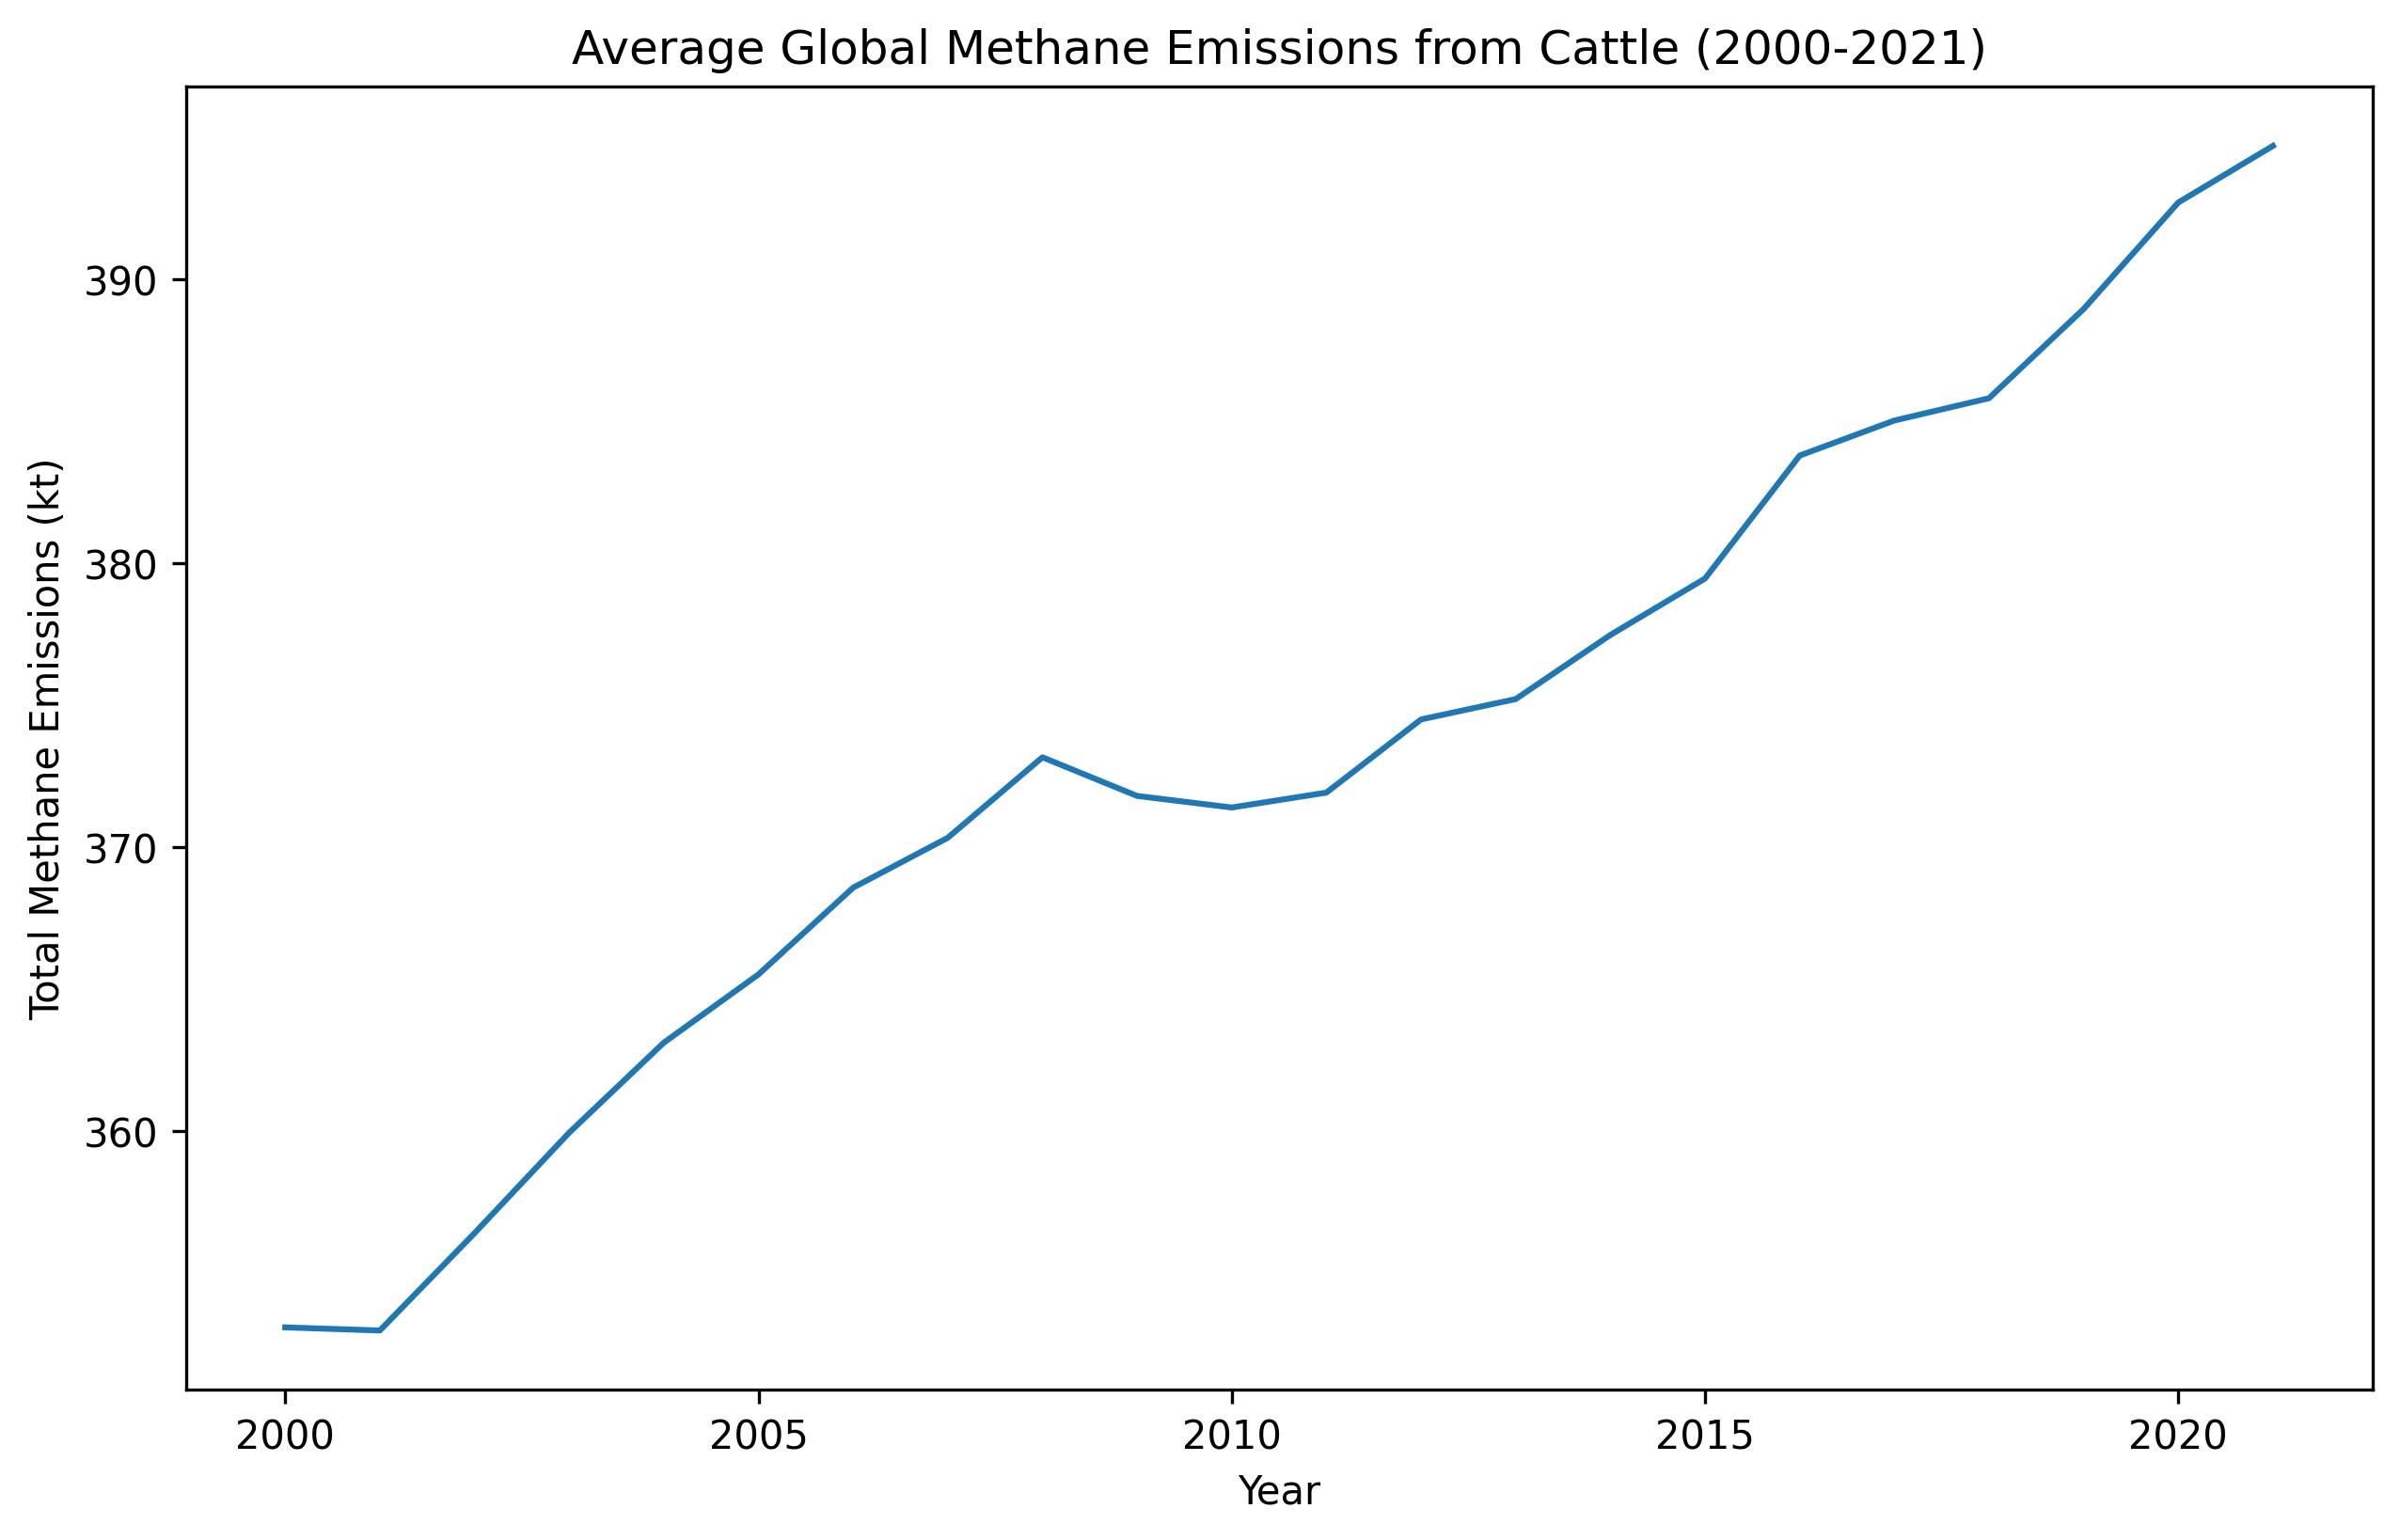 Average Global Methane Emissions from Cattle (2000-2021)
Total Methane Emissions (kt)
390
380
370
360
2000 2005 2010 2015 2020
Year